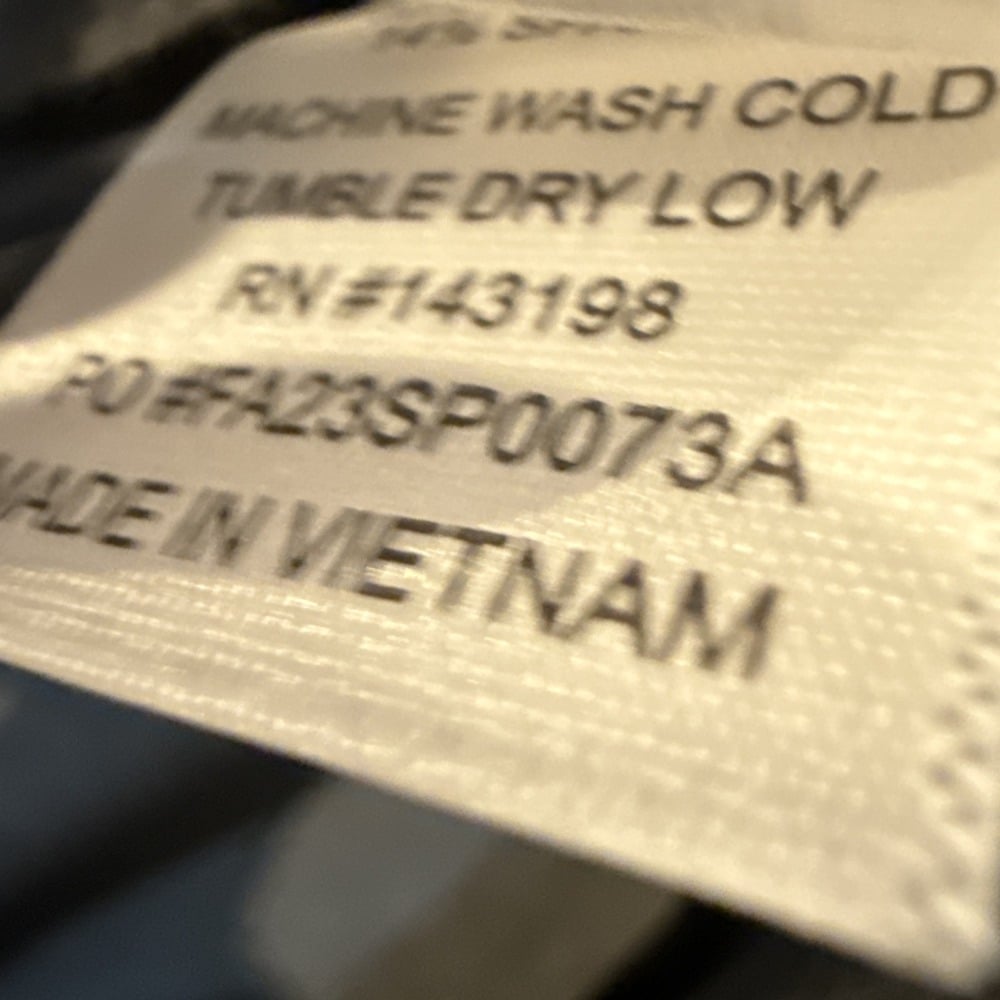 MACHINE WASH COLD
TUMBLE DRY LOW
RN #143198
PO #FA23SP0073A
MADE IN VIETNAM